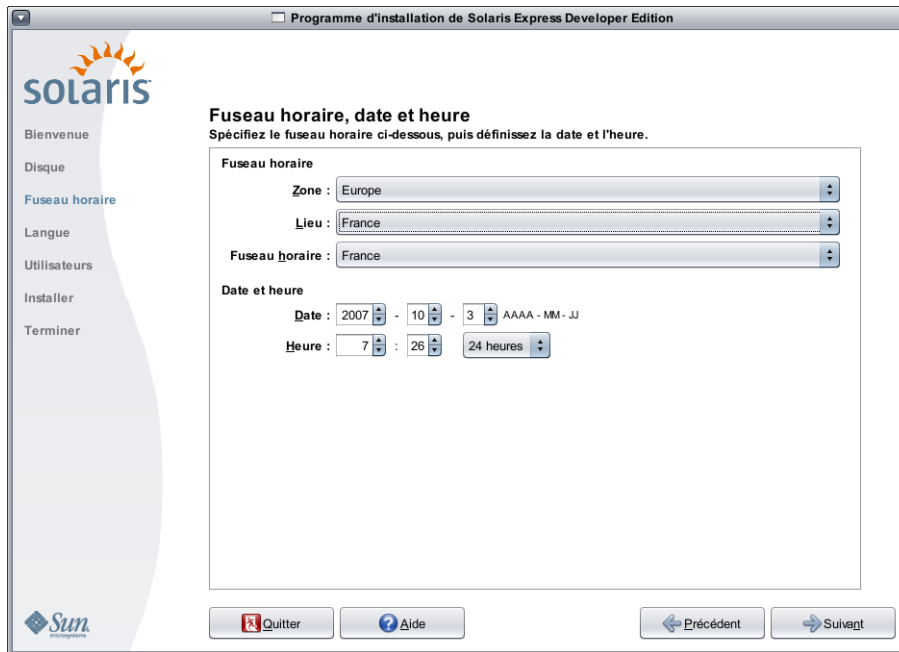 Programme d'installation de Solaris Express Developer Edition
solaris
Bienvenue
Disque
Fuseau horaire
Langue
Utilisateurs
Installer
Terminer
Fuseau horaire, date et heure
Spécifiez le fuseau horaire ci-dessous, puis définissez la date et l'heure.
Fuseau horaire
Zone : Europe
Lieu : France
Fuseau horaire : France
Date et heure
Date : 2007 - 10 - 3 AAAA - MM - JJ
Heure : 7 : 26 24 heures
Sun
microsystems
Quitter Aide Précédent Suivant